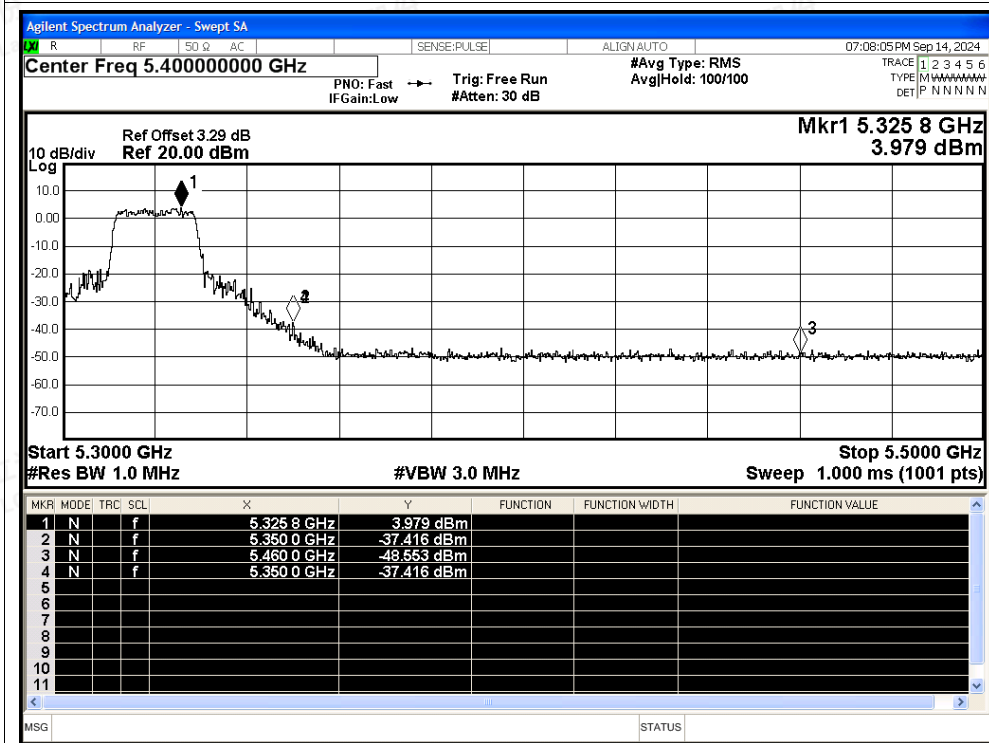 Agilent Spectrum Analyzer - Swept SA
LXI R RF 50 Ω AC SENSE:PULSE ALIGN AUTO 07:08:05 PM Sep 14, 2024
Center Freq 5.400000000 GHz
PNO: Fast
IFGain:Low
Trig: Free Run
#Atten: 30 dB
#Avg Type: RMS
Avg|Hold: 100/100
TRACE 1 2 3 4 5 6
TYPE M
DET P N N N N N
Mkr1 5.325 8 GHz
3.979 dBm
Ref Offset 3.29 dB
10 dB/div Ref 20.00 dBm
Log
10.0
0.00
-10.0
-20.0
-30.0
-40.0
-50.0
-60.0
-70.0
1
3
Start 5.3000 GHz Stop 5.5000 GHz
#Res BW 1.0 MHz #VBW 3.0 MHz Sweep 1.000 ms (1001 pts)
MKR MODE TRC SCL X Y FUNCTION FUNCTION WIDTH FUNCTION VALUE
1 N f 5.325 8 GHz 3.979 dBm
2 N f 5.350 0 GHz -37.416 dBm
3 N f 5.460 0 GHz -48.553 dBm
4 N f 5.350 0 GHz -37.416 dBm
5
6
7
8
9
10
11
MSG STATUS